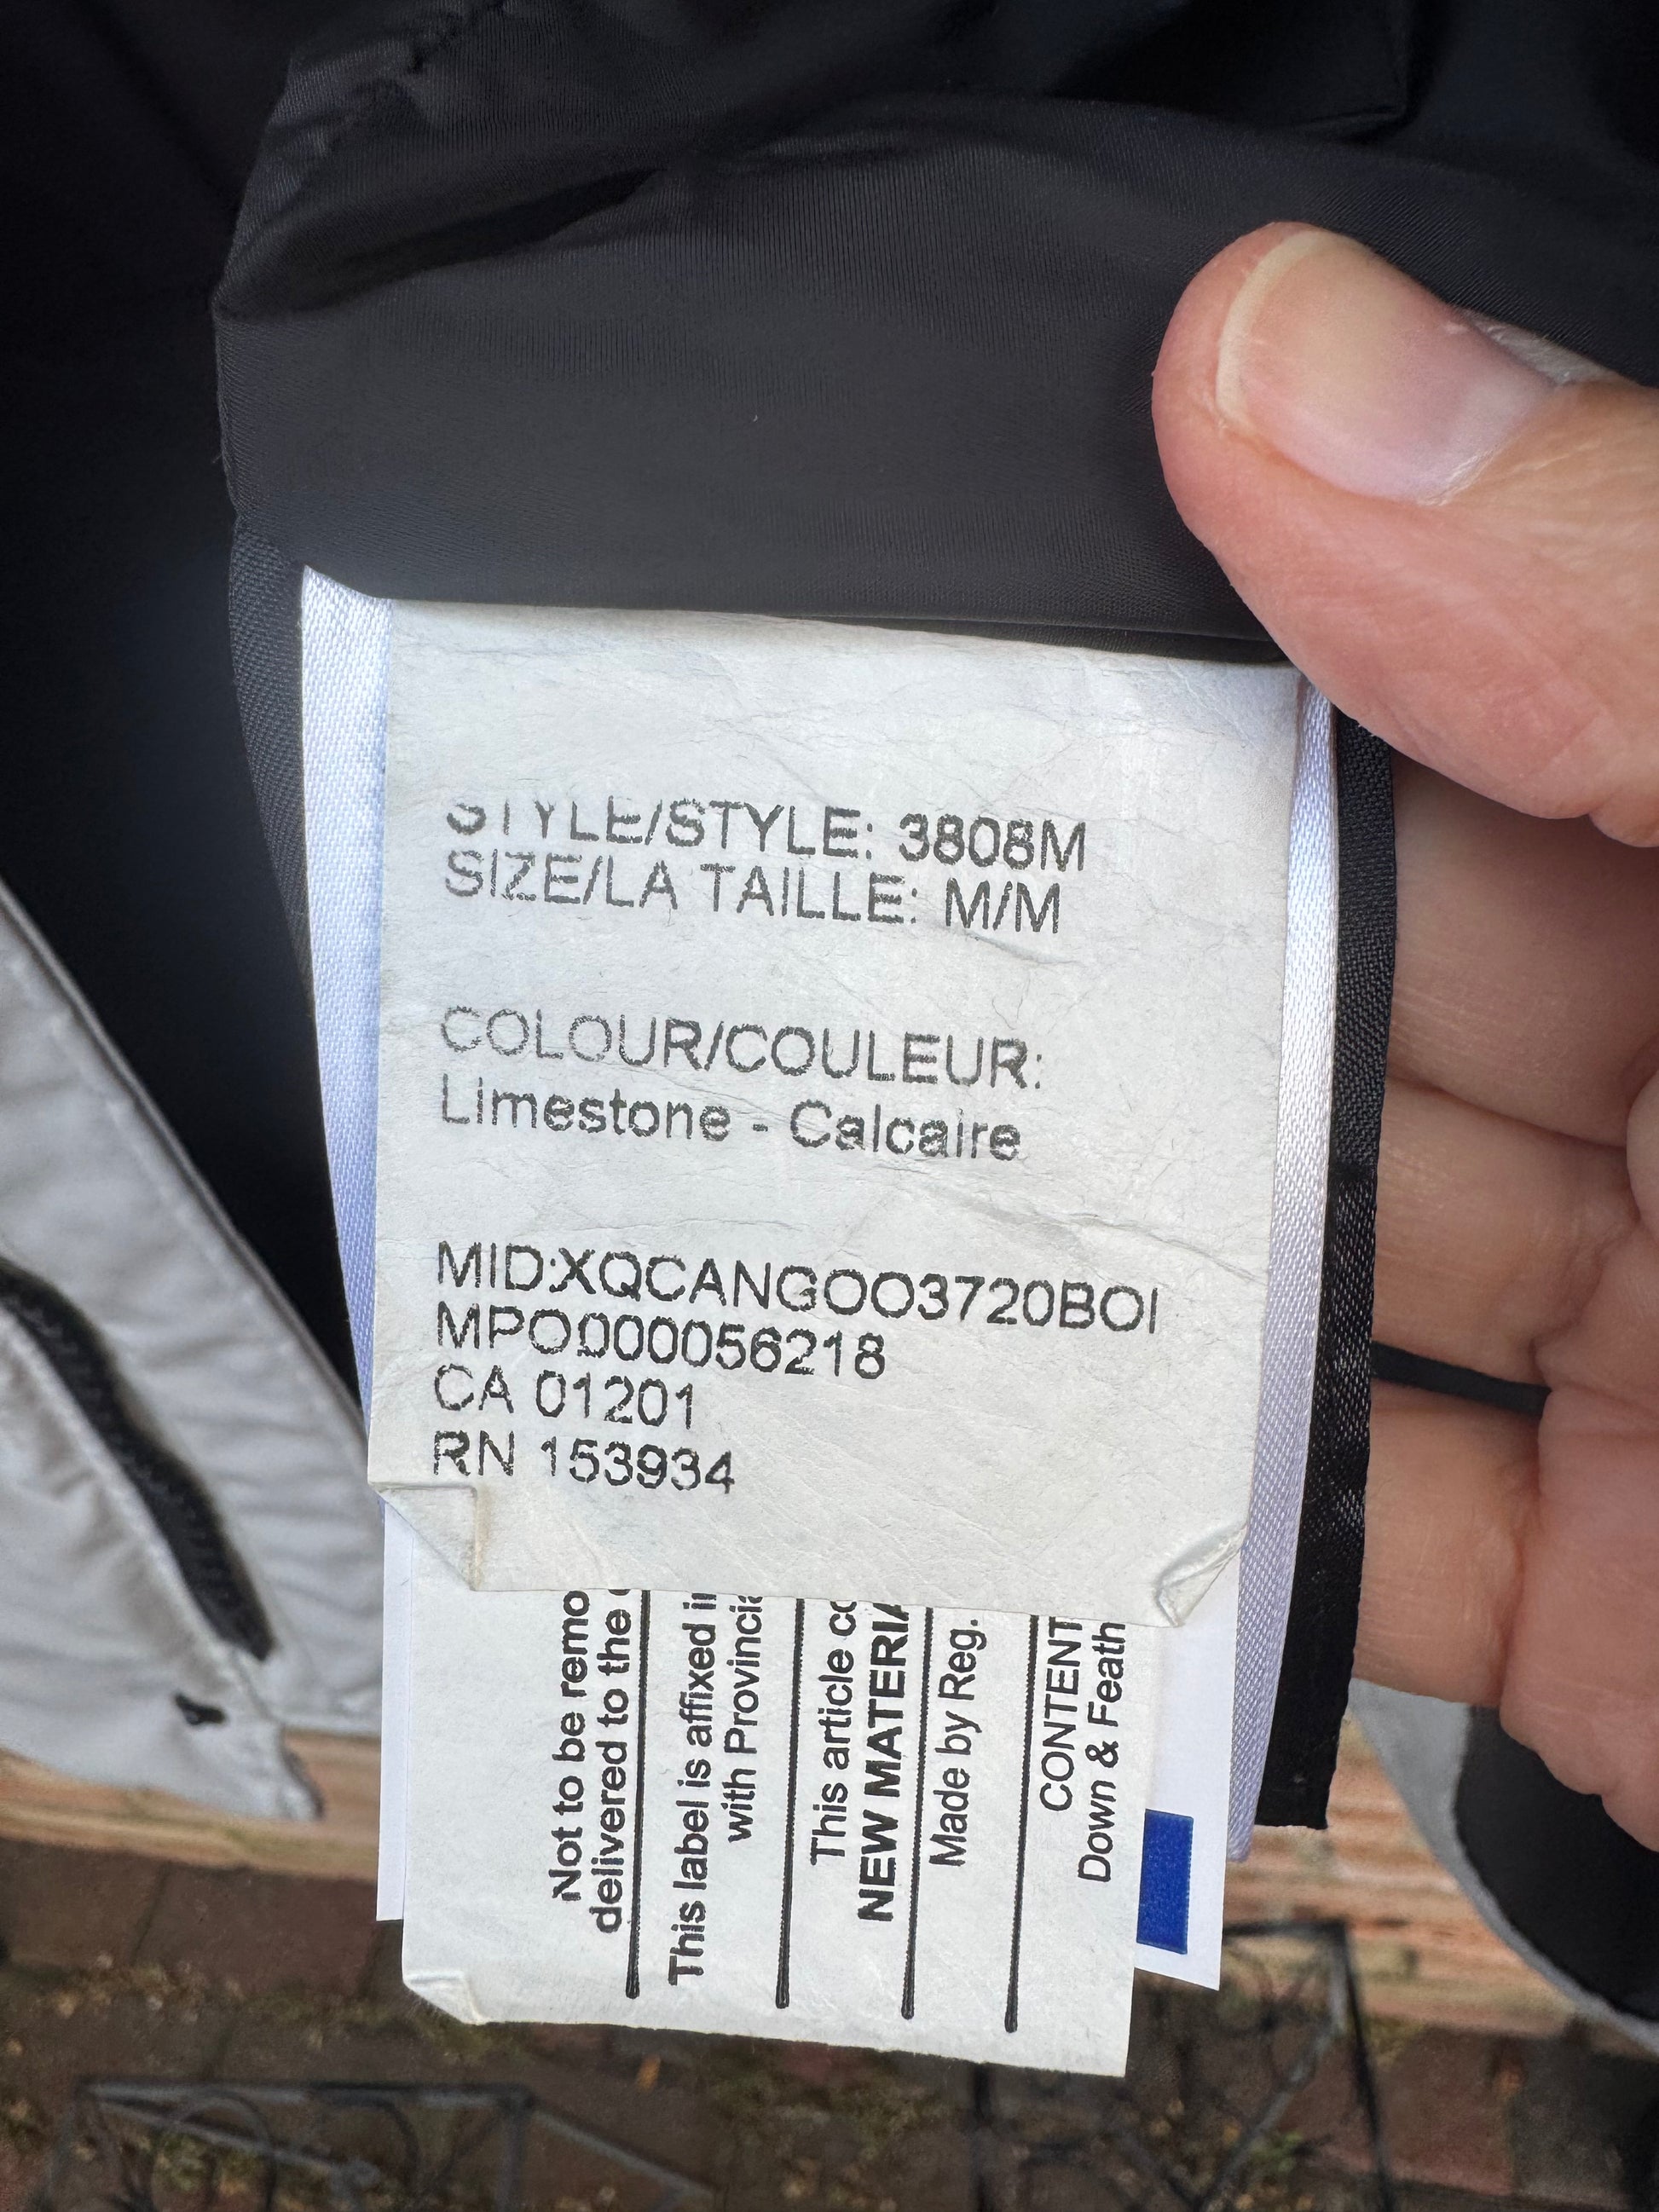 STYLE/STYLE: 3808M
SIZE/LA TAILLE: M/M
COLOUR/COULEUR:
Limestone - Calcaire
MID:XQCANGOO3720BOI
MPO000056218
CA 01201
RN 153934
Not to be remo
delivered to the
This label is affixed i
with Provinci
This article co
NEW MATERIA
Made by Reg.
CONTENT
Down & Feath